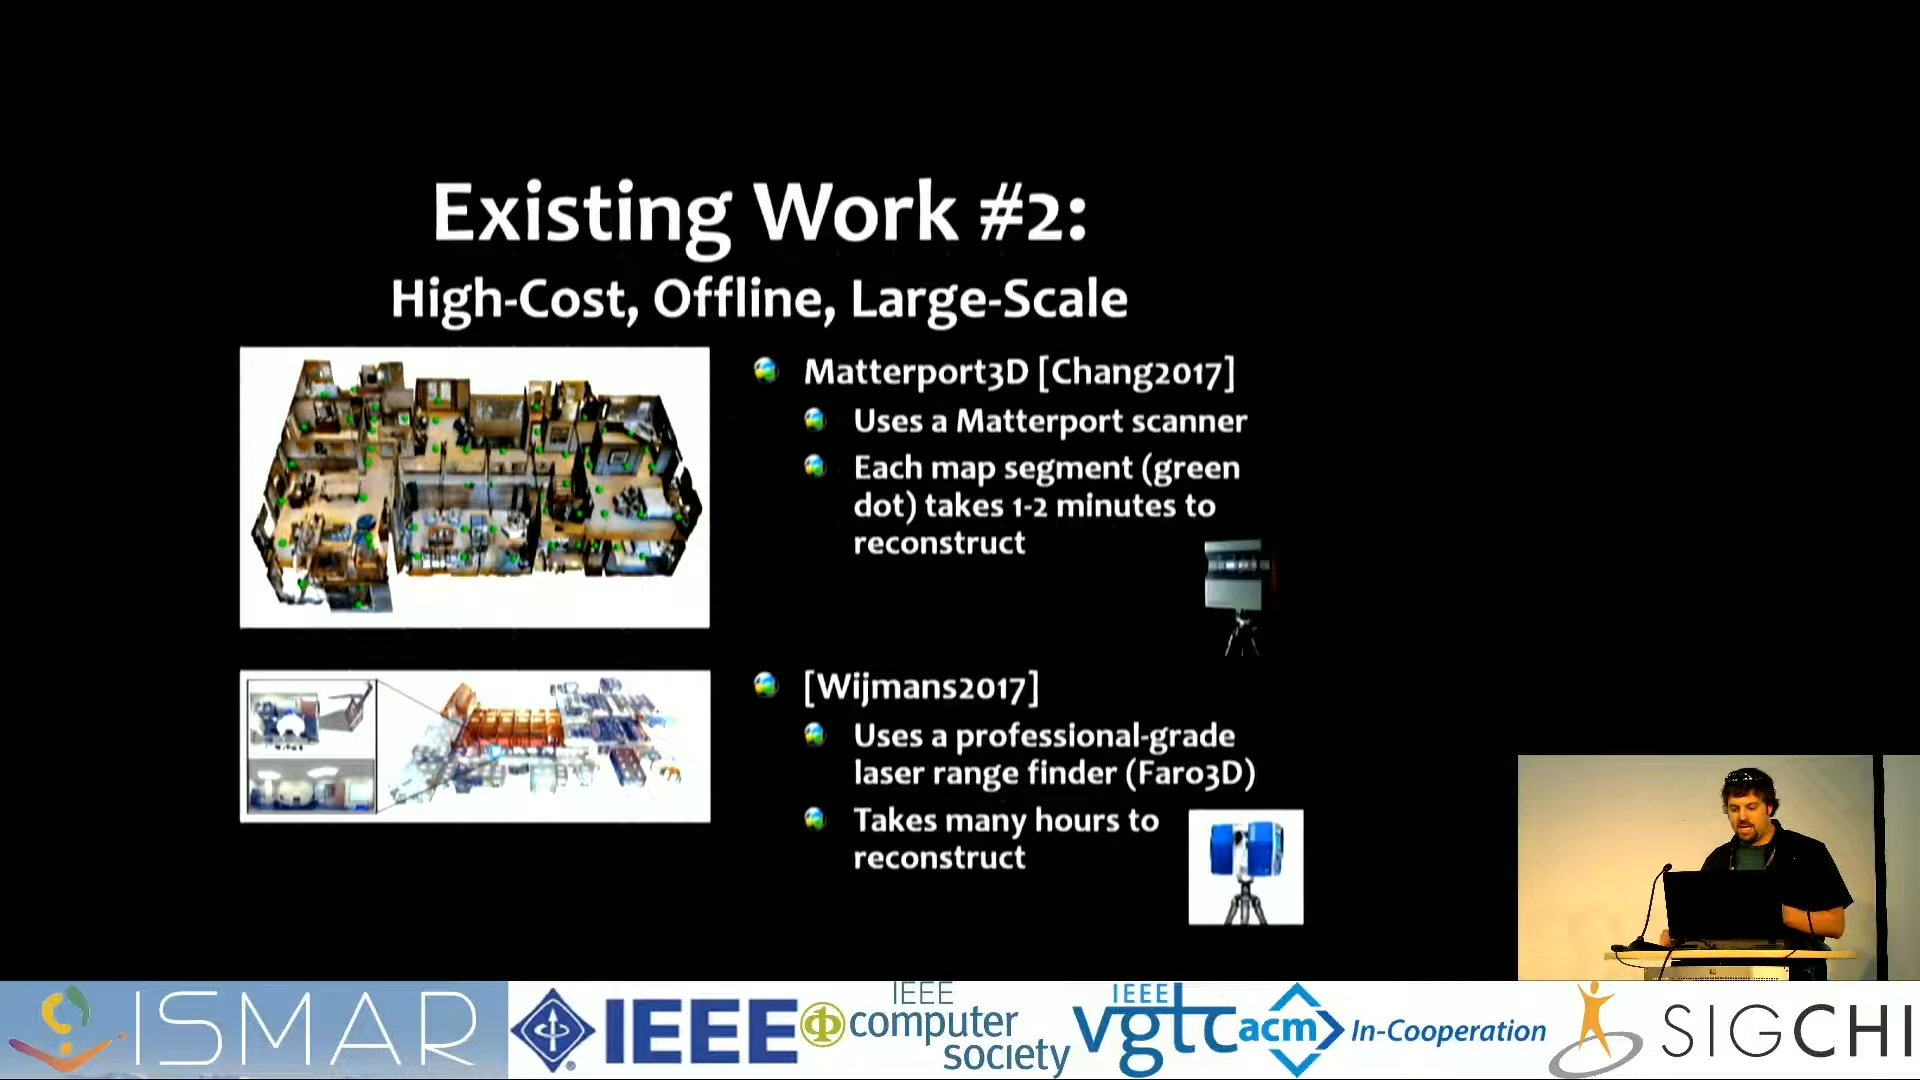 Existing Work #2:
High-Cost, Offline, Large-Scale
Matterport3D [Chang2017]
Uses a Matterport scanner
Each map segment (green
dot) takes 1-2 minutes to
reconstruct
[Wijmans2017]
Uses a professional-grade
laser range finder (Faro3D)
Takes many hours to
reconstruct
ISMAR
IEEE
IEEE
computer
society
IEEE
vgtc
acm
In-Cooperation
SIGCHI